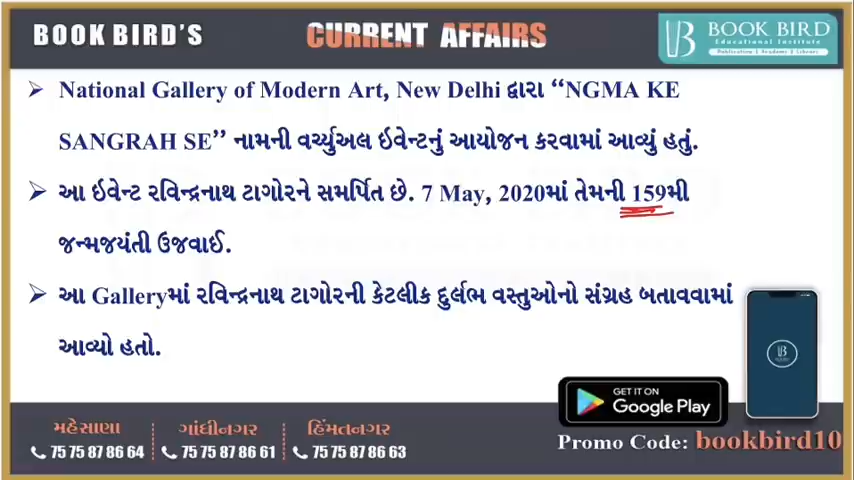 BOOK BIRD'S
CURRENT AFFAIRS
BOOK BIRD
Educational Institute
Publication | Academy | Library
National Gallery of Modern Art, New Delhi દ્વારા "NGMA KE
SANGRAH SE" નામની વર્ચ્યુઅલ ઇવેન્ટનું આયોજન કરવામાં આવ્યું હતું.
આ ઇવેન્ટ રવિન્દ્રનાથ ટાગોરને સમર્પિત છે. 7 May, 2020માં તેમની 159મી
જન્મજયંતી ઉજવાઈ.
આ Galleryમાં રવિન્દ્રનાથ ટાગોરની કેટલીક દુર્લભ વસ્તુઓનો સંગ્રહ બતાવવામાં
આવ્યો હતો.
GET IT ON
Google Play
Promo Code: bookbird10
મહેસાણા
75 75 87 86 64
ગાંધીનગર
75 75 87 86 61
હિંમતનગર
75 75 87 86 63